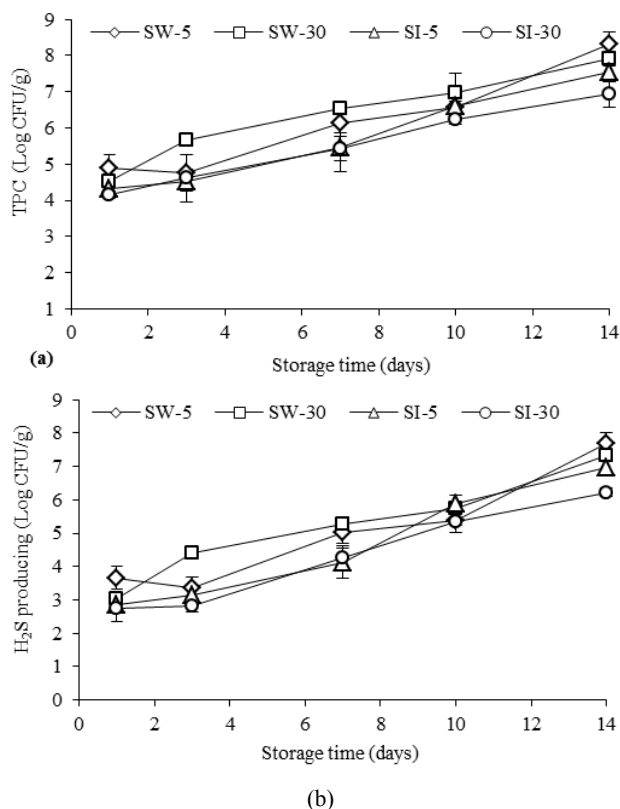 9
SW-5 SW-30 SI-5 SI-30
8
7
6
5
4
3
2
1
TPC (Log CFU/g)
0 2 4 6 8 10 12 14
(a) Storage time (days)
9
SW-5 SW-30 SI-5 SI-30
8
7
6
5
4
3
2
1
0
H₂S producing (Log CFU/g)
0 2 4 6 8 10 12 14
Storage time (days)
(b)